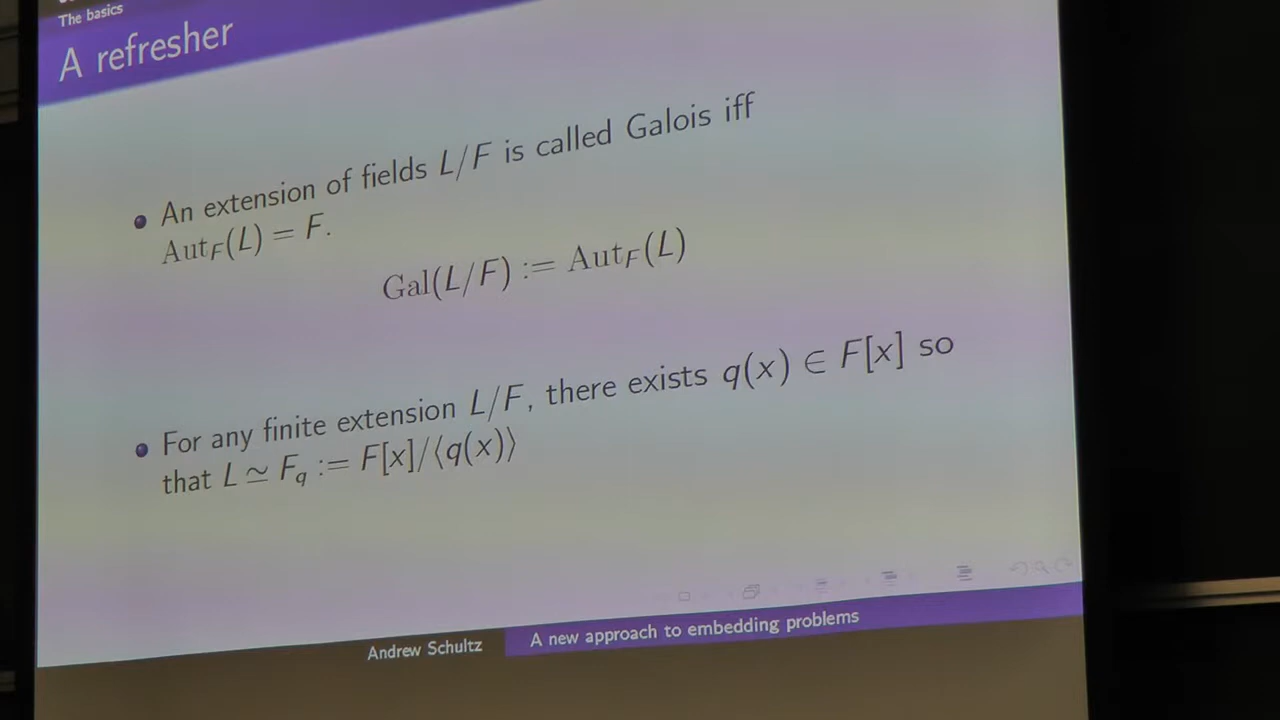 The basics
A refresher
An extension of fields L/F is called Galois iff
Aut_F(L) = F.
Gal(L/F) := Aut_F(L)
For any finite extension L/F, there exists q(x) ∈ F[x] so
that L ≃ F_q := F[x]/⟨q(x)⟩
Andrew Schultz
A new approach to embedding problems